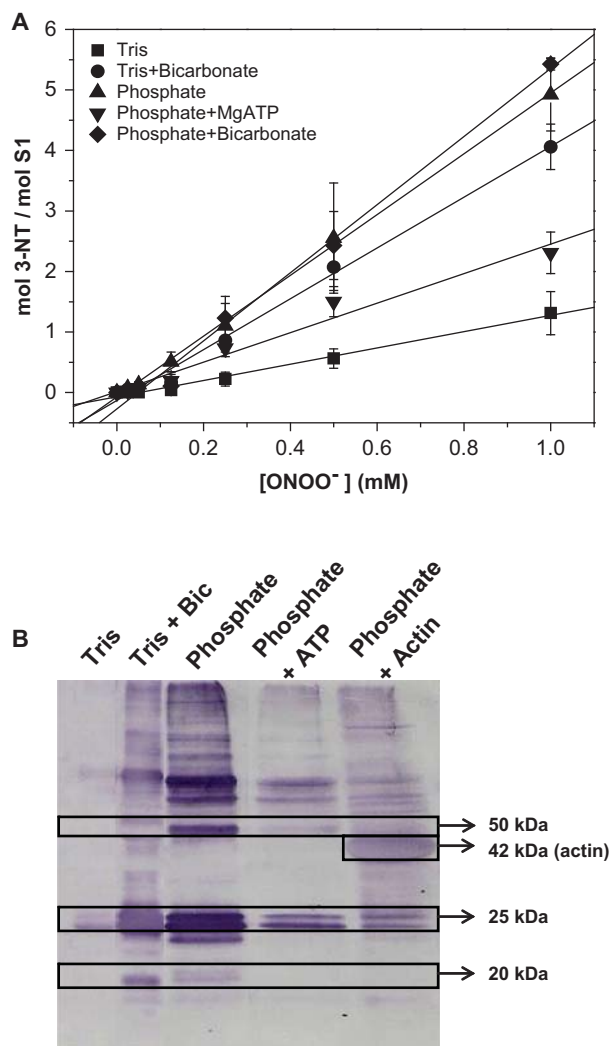 A
6
5
4
3
2
1
0
mol 3-NT / mol S1
Tris
Tris+Bicarbonate
Phosphate
Phosphate+MgATP
Phosphate+Bicarbonate
0.0 0.2 0.4 0.6 0.8 1.0
[ONOO⁻] (mM)
B
Tris
Tris + Bic
Phosphate
Phosphate
+ ATP
Phosphate
+ Actin
50 kDa
42 kDa (actin)
25 kDa
20 kDa